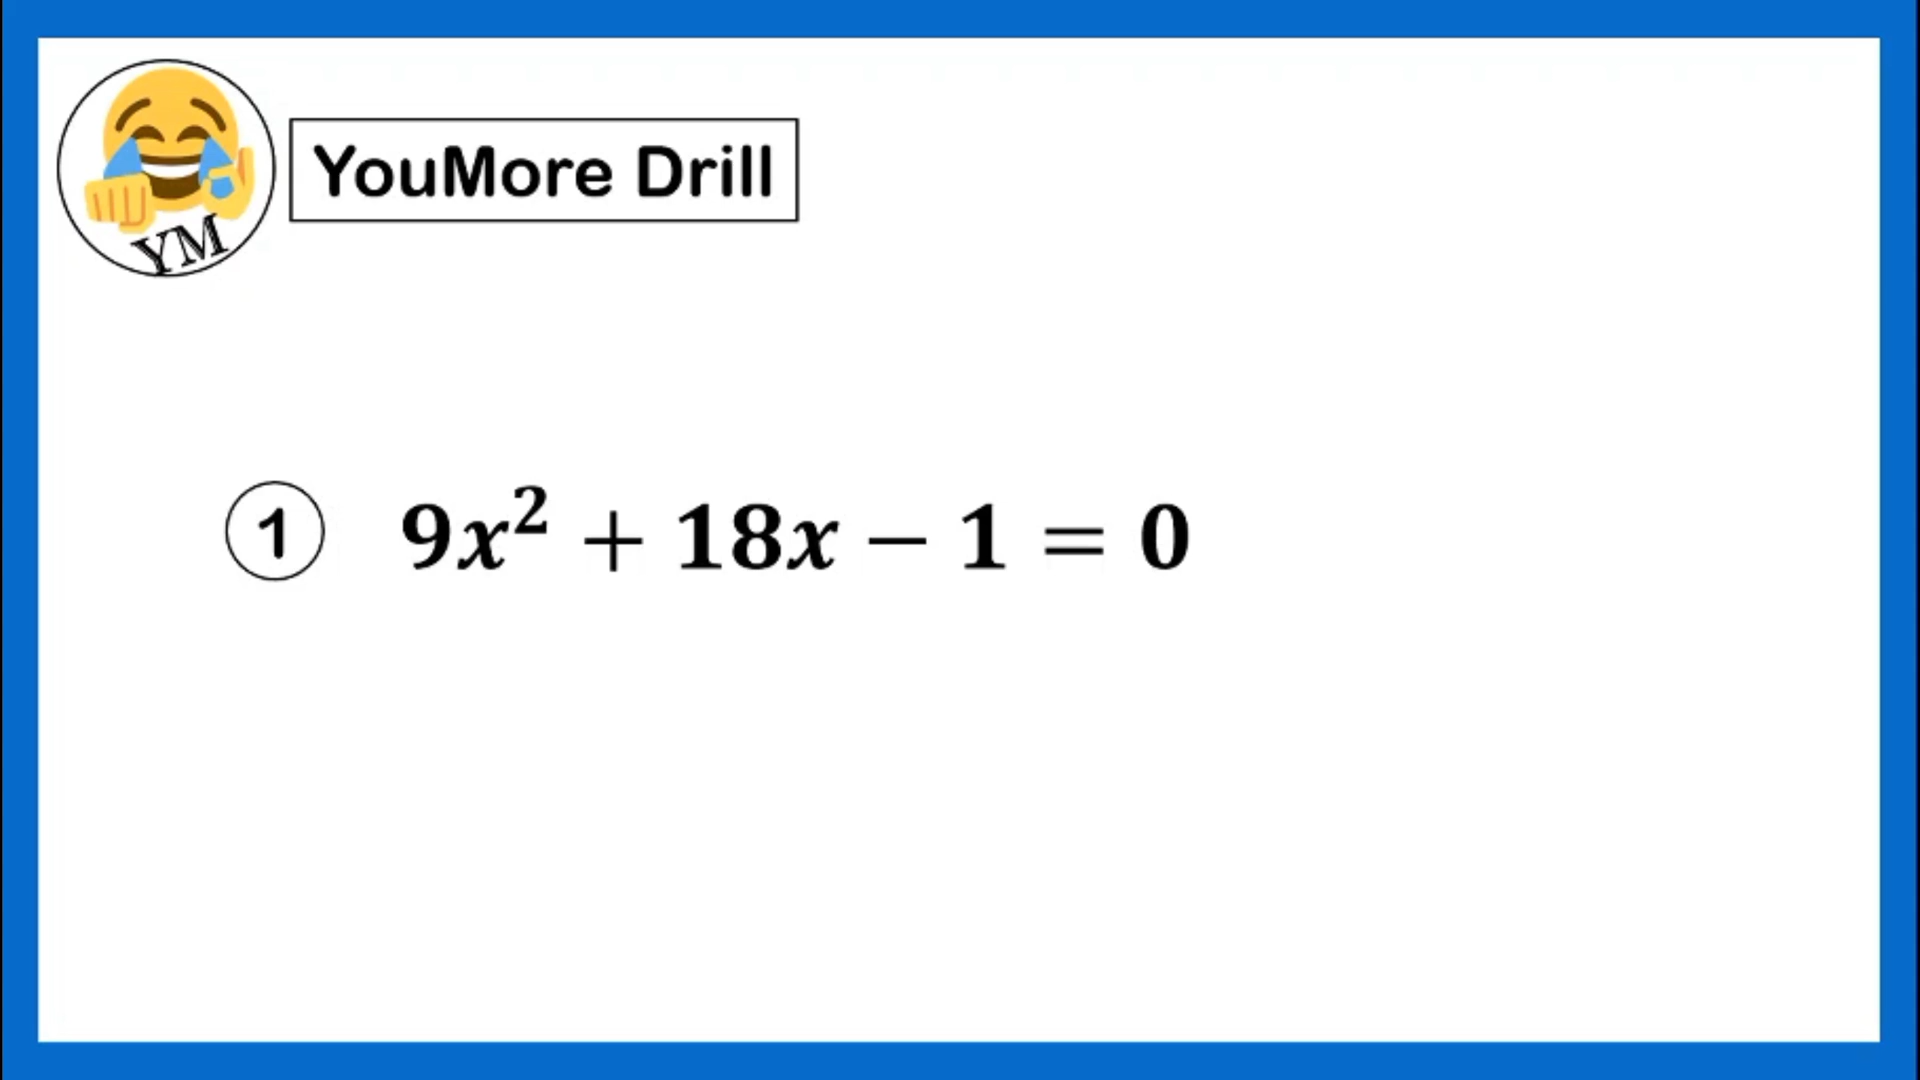 YM
YouMore Drill
① 9x² + 18x − 1 = 0